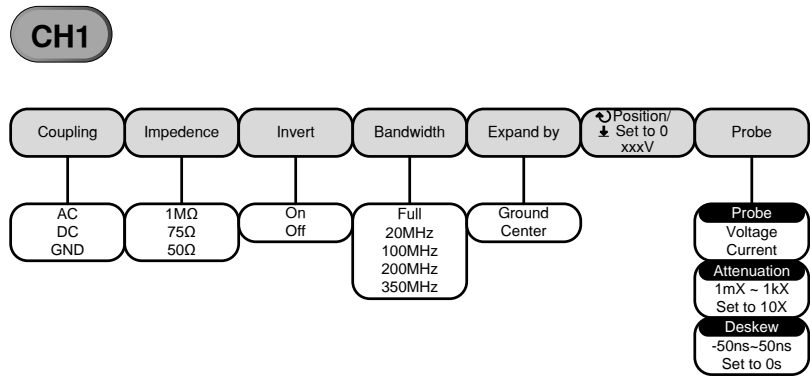 CH1
Coupling
Impedence
Invert
Bandwidth
Expand by
Position/
Set to 0
xxxV
Probe
AC
DC
GND
1MΩ
75Ω
50Ω
On
Off
Full
20MHz
100MHz
200MHz
350MHz
Ground
Center
Probe
Voltage
Current
Attenuation
1mX ~ 1kX
Set to 10X
Deskew
-50ns~50ns
Set to 0s